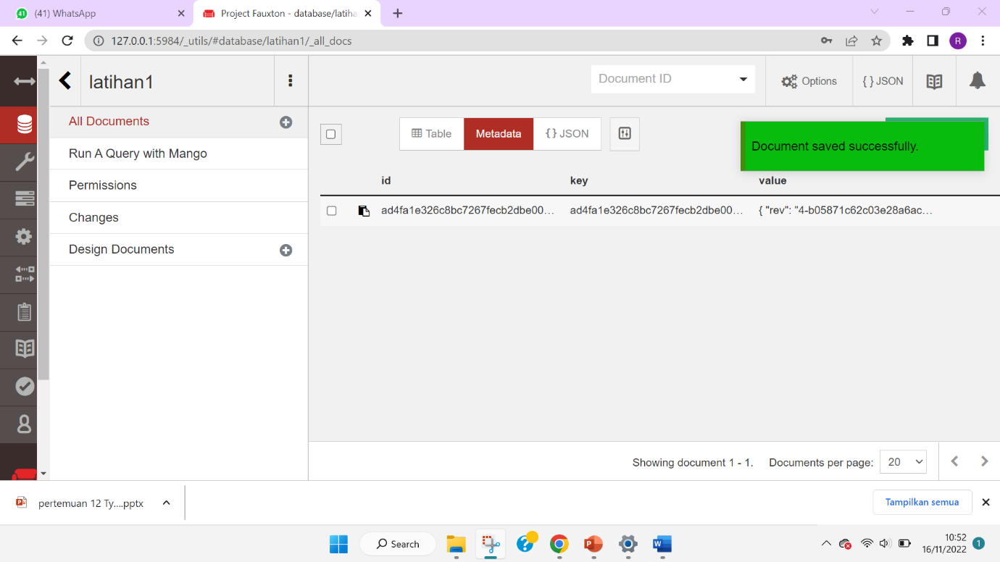 41
(41) WhatsApp
Project Fauxton - database/latiha
127.0.0.1:5984/_utils/#database/latihan1/_all_docs
R
latihan1
Document ID
Options
{ } JSON
All Documents
Run A Query with Mango
Permissions
Changes
Design Documents
Table
Metadata
{ } JSON
Document saved successfully.
id key value
ad4fa1e326c8bc7267fecb2dbe00... ad4fa1e326c8bc7267fecb2dbe00... { "rev": "4-b05871c62c03e28a6ac...
Showing document 1 - 1. Documents per page: 20
pertemuan 12 Ty....pptx
Tampilkan semua
Search
10:52
16/11/2022
1